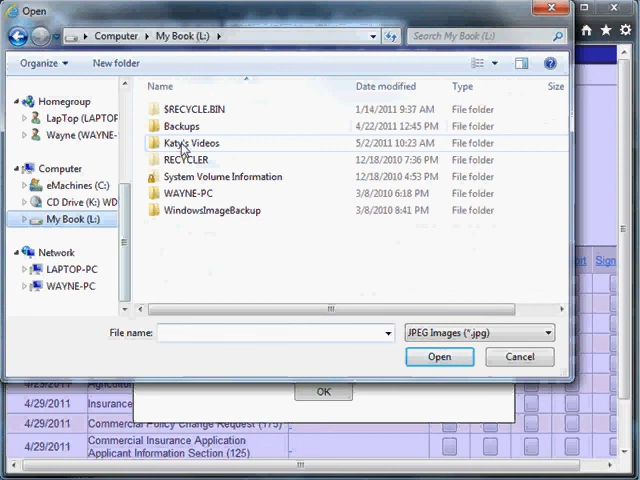 Open
Computer ▸ My Book (L:) ▸
Search My Book (L:)
Organize
New folder
Name
Date modified
Type
Size
Homegroup
LapTop (LAPTOP
Wayne (WAYNE-
Computer
eMachines (C:)
CD Drive (K:) WD
My Book (L:)
Network
LAPTOP-PC
WAYNE-PC
$RECYCLE.BIN 1/14/2011 9:37 AM File folder
Backups 4/22/2011 12:45 PM File folder
Katy's Videos 5/2/2011 10:23 AM File folder
RECYCLER 12/18/2010 7:36 PM File folder
System Volume Information 12/18/2010 4:53 PM File folder
WAYNE-PC 3/8/2010 6:18 PM File folder
WindowsImageBackup 3/8/2010 8:41 PM File folder
File name:
JPEG Images (*.jpg)
Open
Cancel
Sign
OK
4/29/2011
4/29/2011 Insurance
4/29/2011 Commercial Policy Change Request (175)
4/29/2011 Commercial Insurance Application
Applicant Information Section (125)